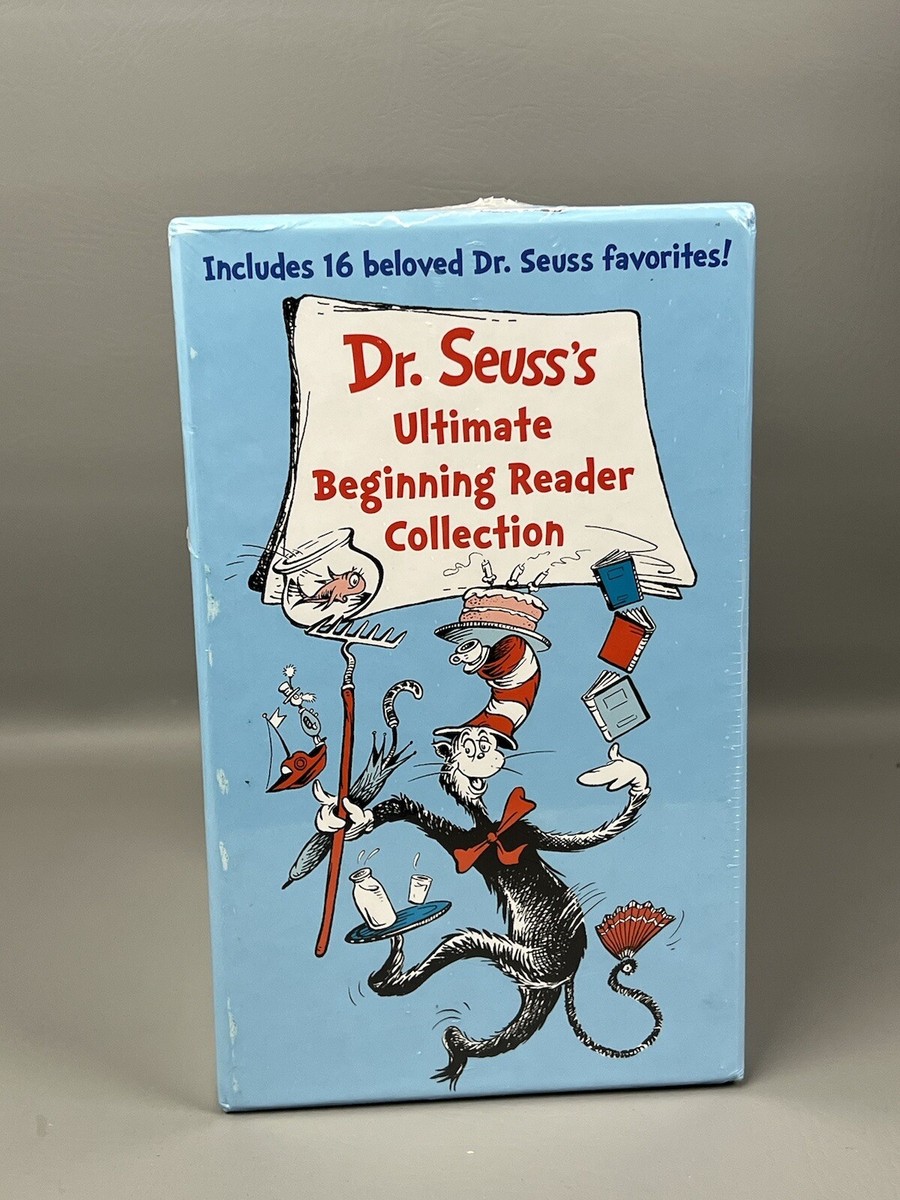 Includes 16 beloved Dr. Seuss favorites!
Dr. Seuss's
Ultimate
Beginning Reader
Collection